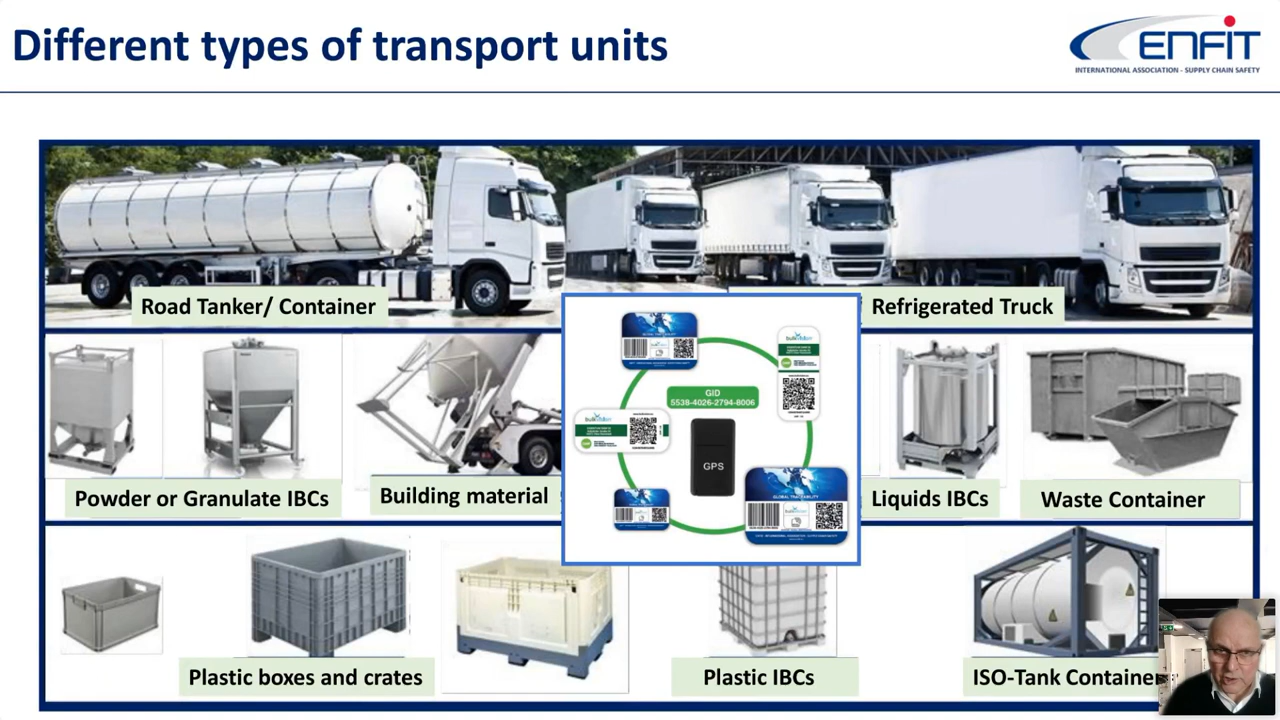 Different types of transport units
ENFIT
INTERNATIONAL ASSOCIATION - SUPPLY CHAIN SAFETY
Road Tanker/ Container
Refrigerated Truck
GID
5538-4026-2794-8006
GPS
GLOBAL TRACEABILITY
Powder or Granulate IBCs
Building material
Liquids IBCs
Waste Container
Plastic boxes and crates
Plastic IBCs
ISO-Tank Container